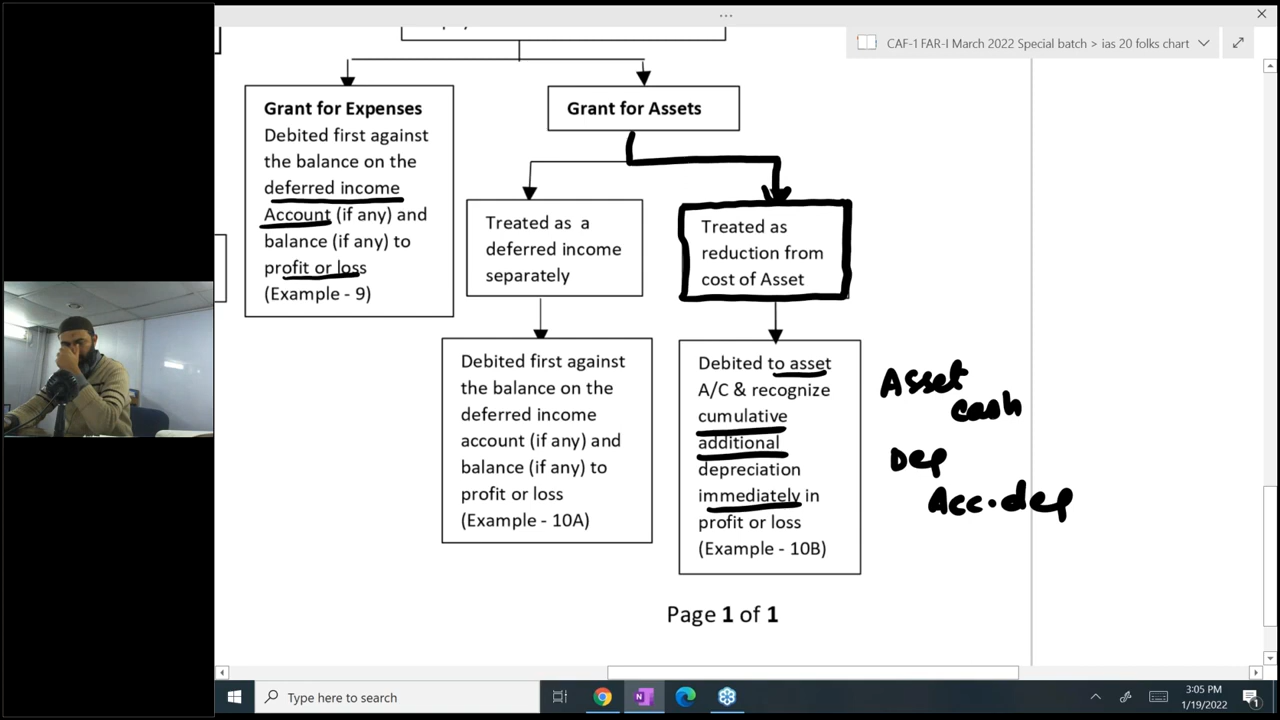 CAF-1 FAR-I March 2022 Special batch > ias 20 folks chart
Grant for Expenses
Debited first against
the balance on the
deferred income
Account (if any) and
balance (if any) to
profit or loss
(Example - 9)
Grant for Assets
Treated as a
deferred income
separately
Treated as
reduction from
cost of Asset
Debited first against
the balance on the
deferred income
account (if any) and
balance (if any) to
profit or loss
(Example - 10A)
Debited to asset
A/C & recognize
cumulative
additional
depreciation
immediately in
profit or loss
(Example - 10B)
Asset
cash
Dep
Acc.dep
Page 1 of 1
Type here to search
3:05 PM
1/19/2022
1